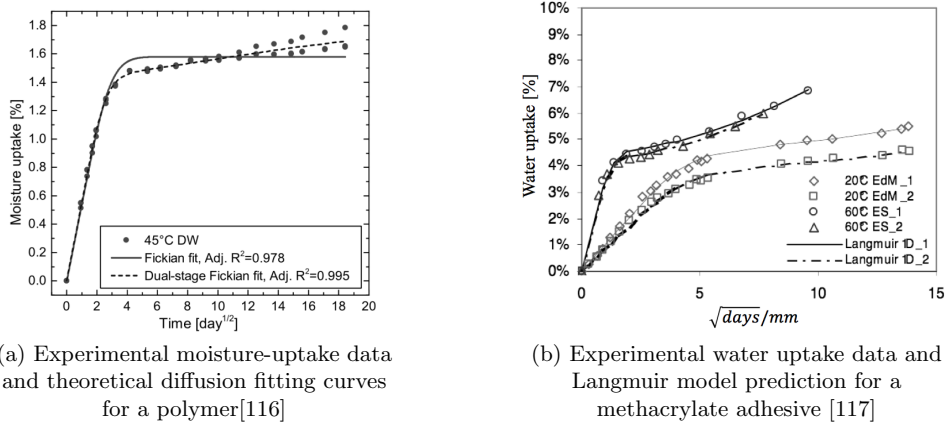 1.8
1.6
1.4
1.2
1.0
0.8
0.6
0.4
0.2
0.0
Moisture uptake [%]
45°C DW
Fickian fit, Adj. R²=0.978
Dual-stage Fickian fit, Adj. R²=0.995
0 2 4 6 8 10 12 14 16 18 20
Time [day^1/2]
(a) Experimental moisture-uptake data
and theoretical diffusion fitting curves
for a polymer[116]
10%
9%
8%
7%
6%
5%
4%
3%
2%
1%
0%
Water uptake [%]
20°C EdM_1
20°C EdM_2
60°C ES_1
60°C ES_2
Langmuir 1D_1
Langmuir 1D_2
0 5 10 15
√days/mm
(b) Experimental water uptake data and
Langmuir model prediction for a
methacrylate adhesive [117]